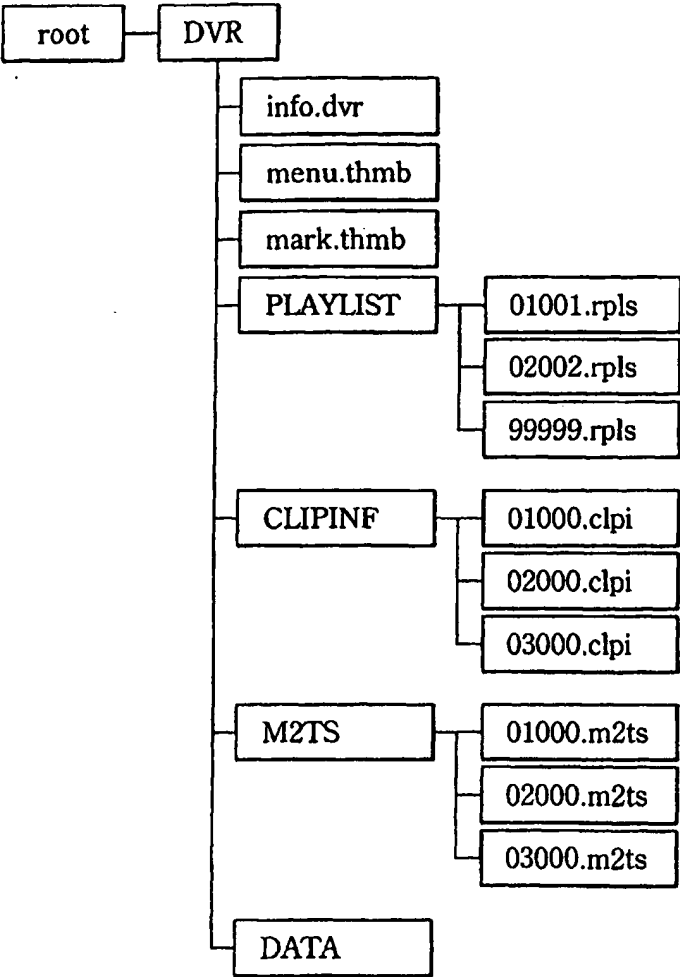 root
DVR
info.dvr
menu.thmb
mark.thmb
PLAYLIST
01001.rpls
02002.rpls
99999.rpls
CLIPINF
01000.clpi
02000.clpi
03000.clpi
M2TS
01000.m2ts
02000.m2ts
03000.m2ts
DATA